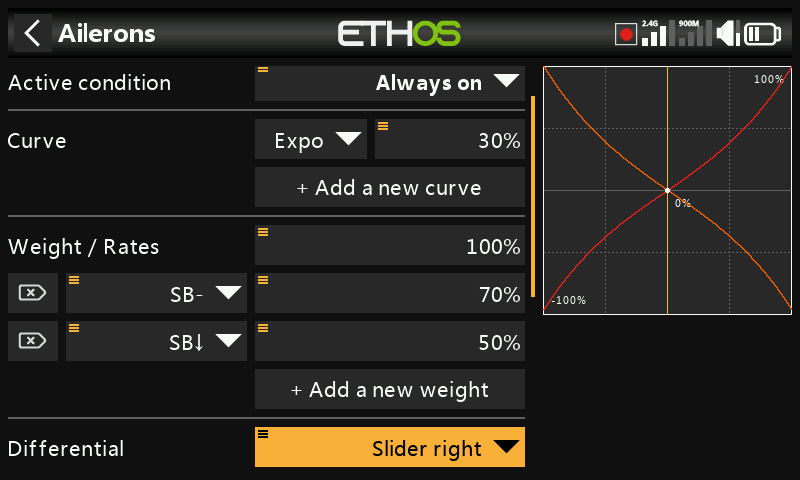 Ailerons
ETHOS
2.4G
900M
Active condition
Always on
100%
Curve
Expo
30%
+ Add a new curve
0%
Weight / Rates
100%
SB-
70%
-100%
SB↓
50%
+ Add a new weight
Differential
Slider right